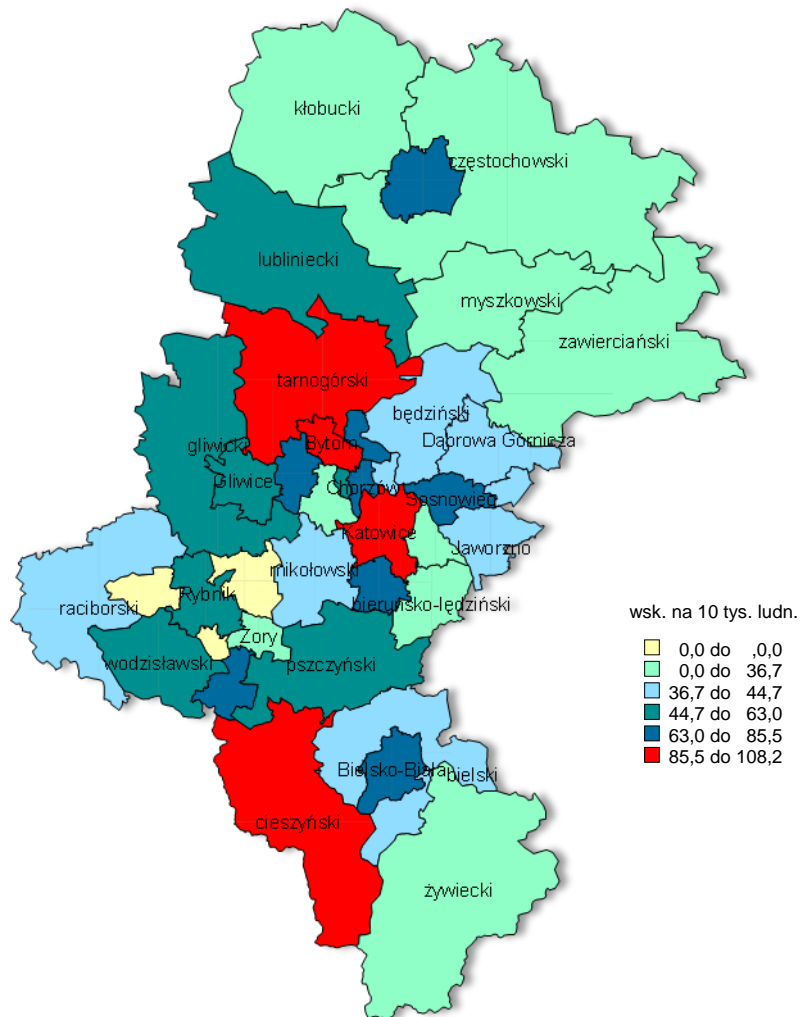 kłobucki
częstochowski
lubliniecki
myszkowski
zawierciański
tarnogórski
będziński
Dąbrowa Górnicza
Bytom
gliwicki
Gliwice
Chorzów
Sosnowiec
Katowice
Jaworzno
mikołowski
Rybnik
bieruńsko-lędziński
raciborski
wsk. na 10 tys. ludn.
Żory
wodzisławski
pszczyński
0,0 do ,0,0
0,0 do 36,7
36,7 do 44,7
44,7 do 63,0
63,0 do 85,5
85,5 do 108,2
Bielsko-Biała
bielski
cieszyński
żywiecki